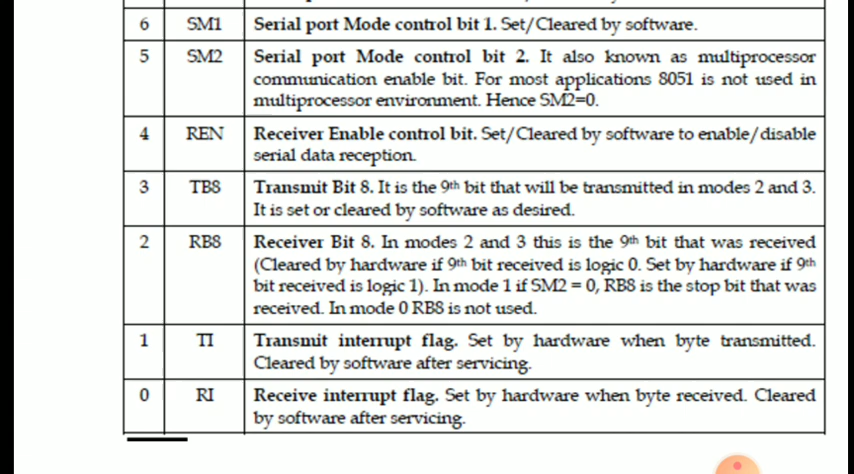 6 SM1 Serial port Mode control bit 1. Set/Cleared by software.
5 SM2 Serial port Mode control bit 2. It also known as multiprocessor
communication enable bit. For most applications 8051 is not used in
multiprocessor environment. Hence SM2=0.
4 REN Receiver Enable control bit. Set/Cleared by software to enable/disable
serial data reception.
3 TB8 Transmit Bit 8. It is the 9th bit that will be transmitted in modes 2 and 3.
It is set or cleared by software as desired.
2 RB8 Receiver Bit 8. In modes 2 and 3 this is the 9th bit that was received
(Cleared by hardware if 9th bit received is logic 0. Set by hardware if 9th
bit received is logic 1). In mode 1 if SM2 = 0, RB8 is the stop bit that was
received. In mode 0 RB8 is not used.
1 TI Transmit interrupt flag. Set by hardware when byte transmitted.
Cleared by software after servicing.
0 RI Receive interrupt flag. Set by hardware when byte received. Cleared
by software after servicing.